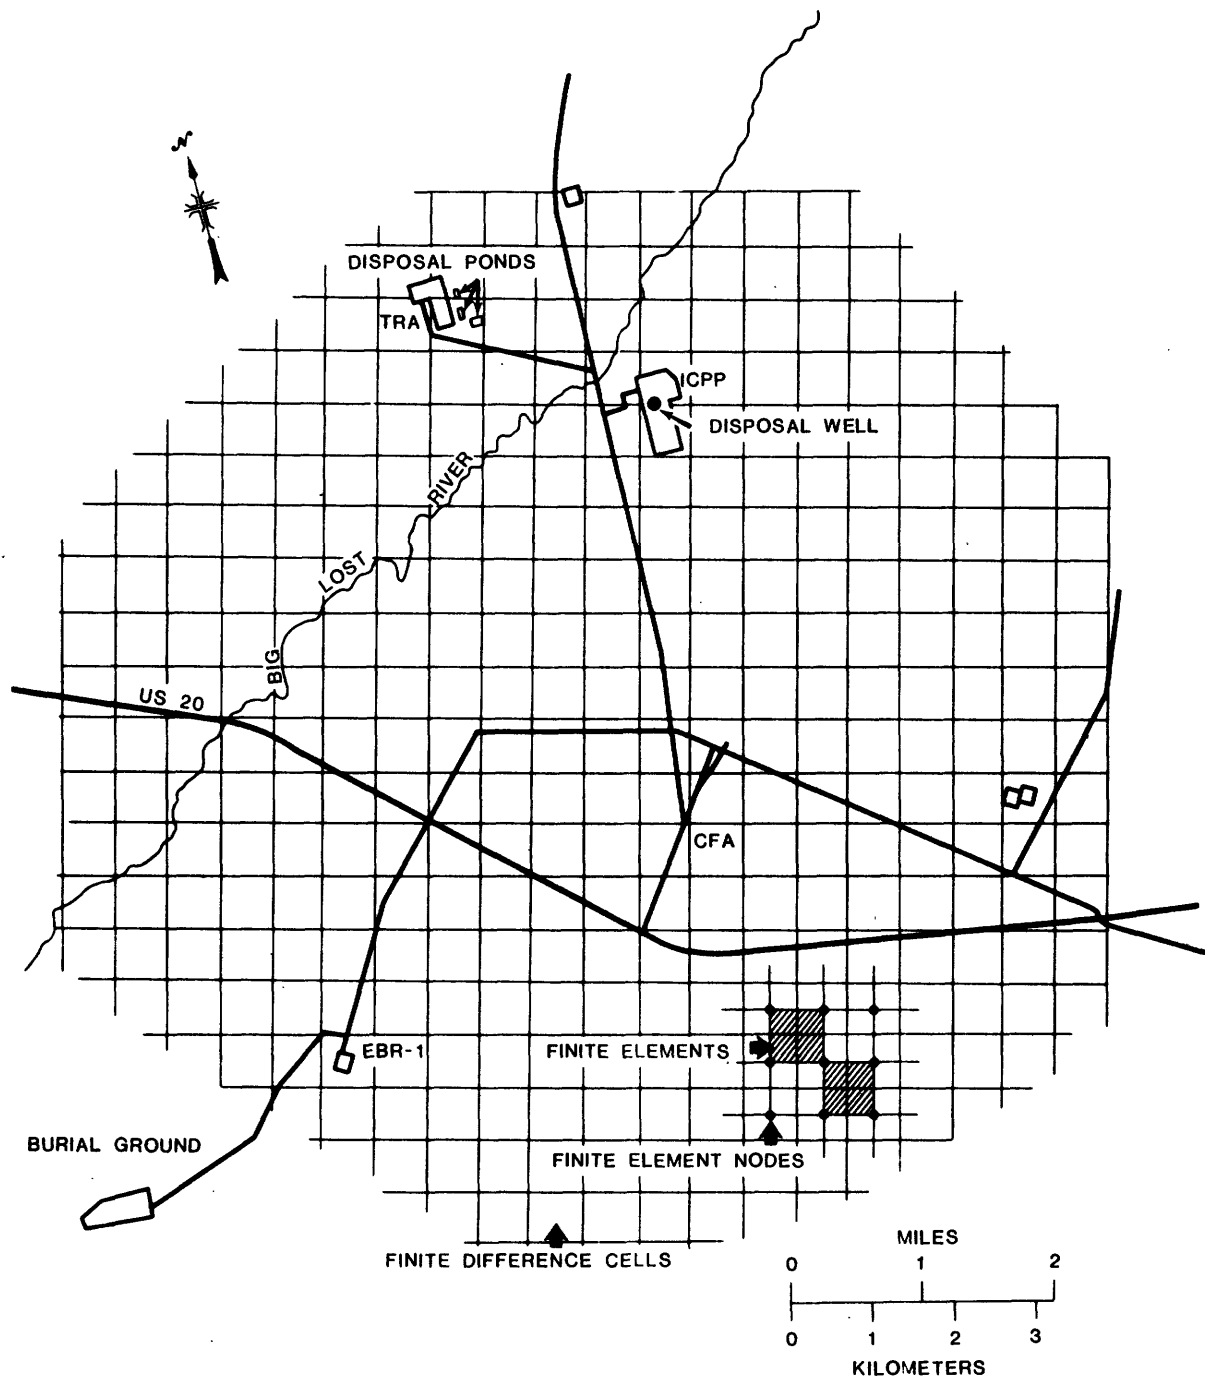 N
DISPOSAL PONDS
TRA
ICPP
DISPOSAL WELL
RIVER
LOST
BIG
US 20
CFA
EBR-1
FINITE ELEMENTS
BURIAL GROUND
FINITE ELEMENT NODES
FINITE DIFFERENCE CELLS
MILES
0 1 2
0 1 2 3
KILOMETERS